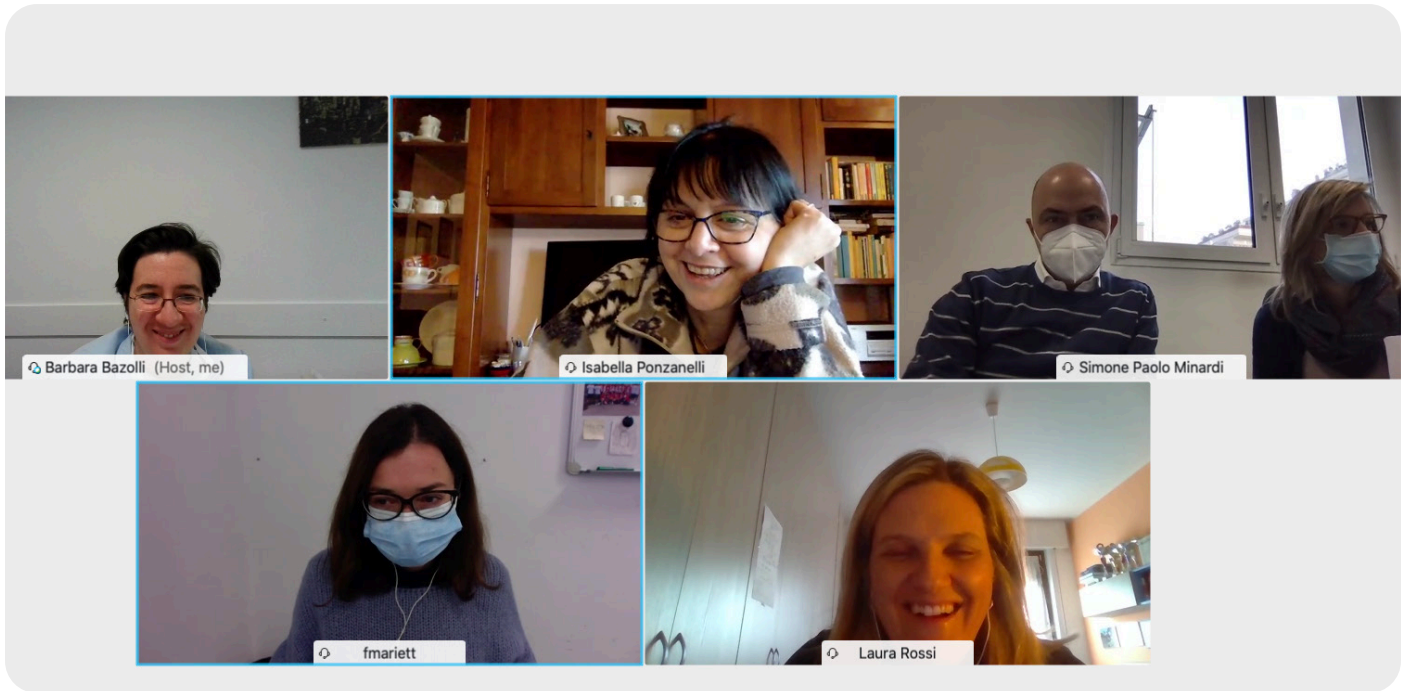 Barbara Bazolli (Host, me)
Isabella Ponzanelli
Simone Paolo Minardi
fmariett
Laura Rossi